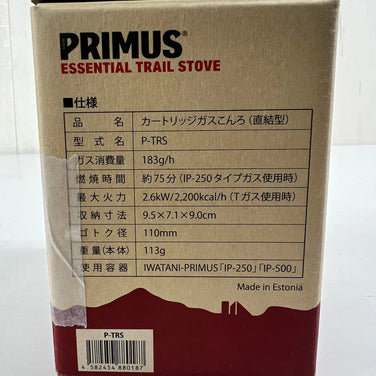 PRIMUS®
ESSENTIAL TRAIL STOVE
■仕様
品名 カートリッジガスこんろ(直結型)
型式名 P-TRS
ガス消費量 183g/h
燃焼時間 約75分(IP-250タイプガス使用時)
最大火力 2.6kW/2,200kcal/h(Tガス使用時)
収納寸法 9.5×7.1×9.0cm
ゴトク径 110mm
重量(本体) 113g
使用容器 IWATANI-PRIMUS「IP-250」「IP-500」
Made in Estonia
P-TRS
4 582454 880187